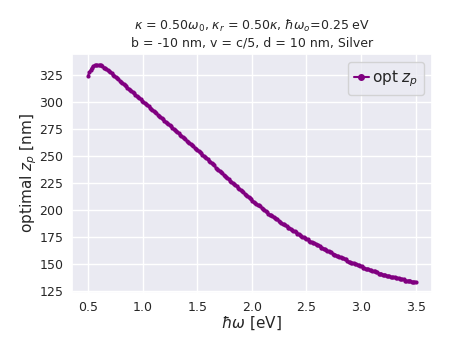 κ = 0.50ω₀, κᵣ = 0.50κ, ℏωₒ=0.25 eV
b = -10 nm, v = c/5, d = 10 nm, Silver
opt zₚ
optimal zₚ [nm]
325
300
275
250
225
200
175
150
125
0.5 1.0 1.5 2.0 2.5 3.0 3.5
ℏω [eV]